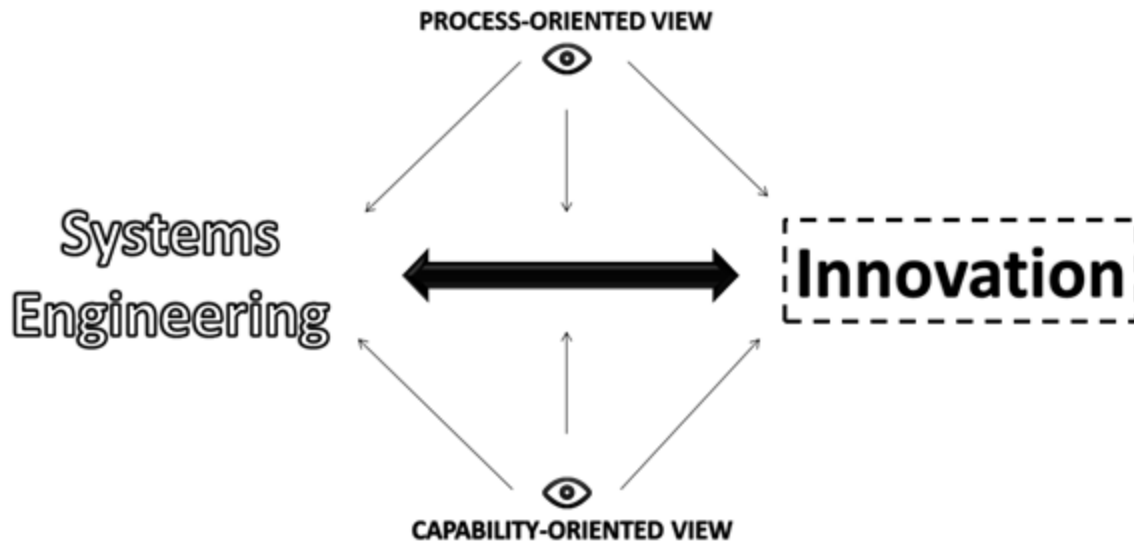 PROCESS-ORIENTED VIEW
Systems
Engineering
Innovation
CAPABILITY-ORIENTED VIEW